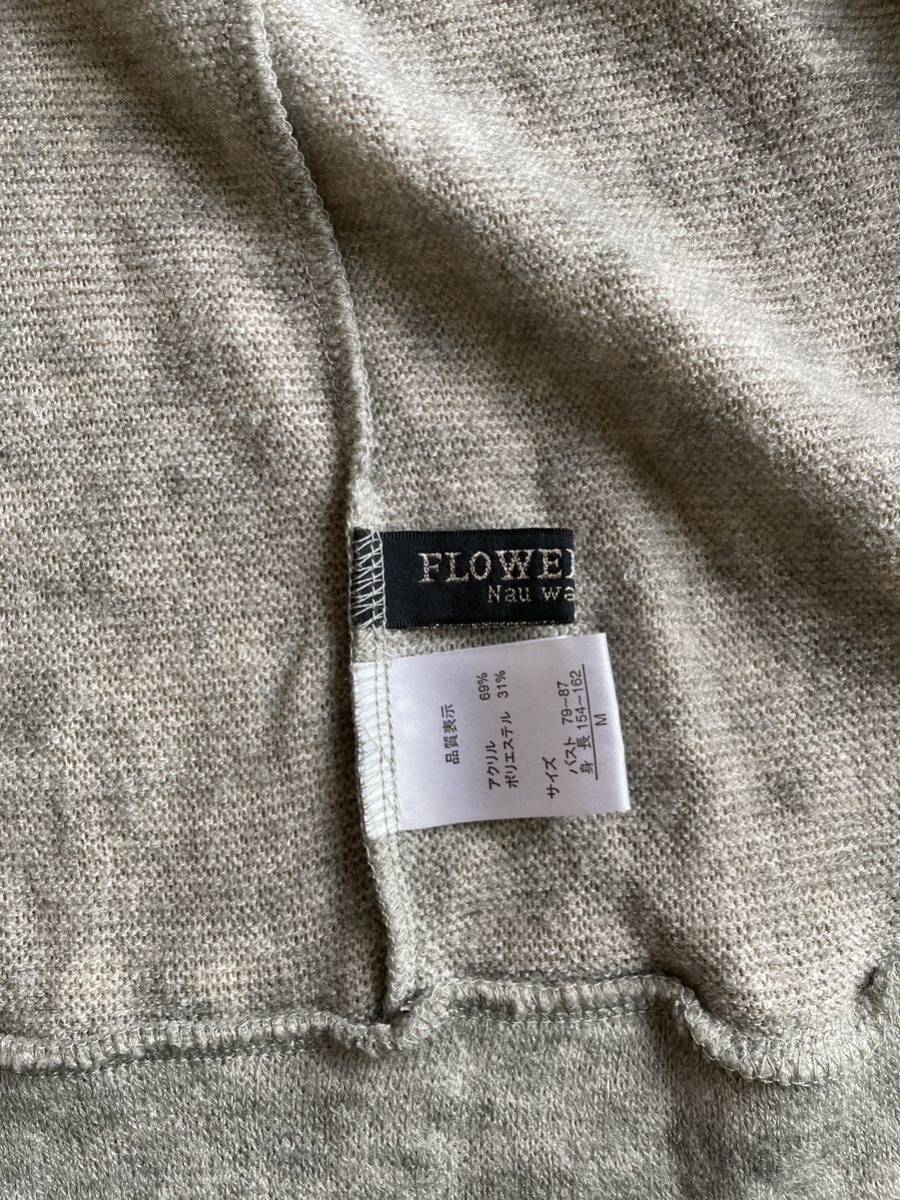 FLOWE
Nau wa
品質表示
アクリル 69%
ポリエステル 31%
サイズ
バスト 79~87
身長 154~162
M